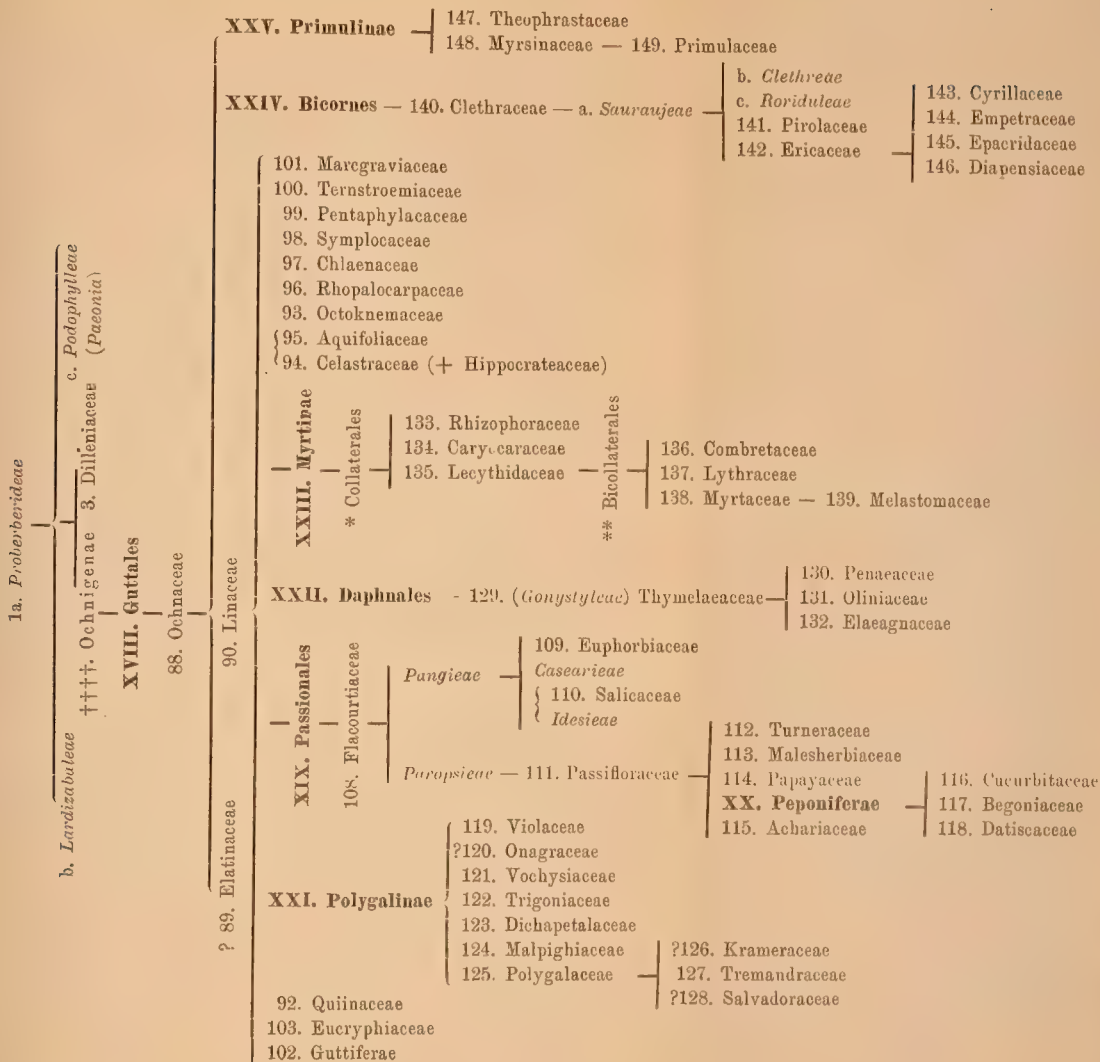 XXV. Primulinae — 147. Theophrastaceae
148. Myrsinaceae — 149. Primulaceae
XXIV. Bicornes — 140. Clethraceae — a. Sauraujeae —
b. Clethreae
c. Roriduleae
141. Pirolaceae
142. Ericaceae —
143. Cyrillaceae
144. Empetraceae
145. Epacridaceae
146. Diapensiaceae
101. Marcgraviaceae
100. Ternstroemiaceae
99. Pentaphylacaceae
98. Symplocaceae
97. Chlaenaceae
96. Rhopalocarpaceae
93. Octoknemaceae
95. Aquifoliaceae
94. Celastraceae (+ Hippocrateaceae)
XXIII. Myrtinae
* Collaterales
133. Rhizophoraceae
134. Caryocaraceae
135. Lecythidaceae
** Bicollaterales
136. Combretaceae
137. Lythraceae
138. Myrtaceae — 139. Melastomaceae
1a. Proberberideae
c. Podophylleae
(Paeonia)
b. Lardizabuleae
3. Dilleniaceae
††††. Ochnigenae
XVIII. Guttales
88. Ochnaceae
90. Linaceae
? 89. Elatinaceae
XXII. Daphnales - 129. (Gonystyleae) Thymelaeaceae —
130. Penaeaceae
131. Oliniaceae
132. Elaeagnaceae
XIX. Passionales
108. Flacourtiaceae
Pangieae —
109. Euphorbiaceae
Casearieae
110. Salicaceae
Idesieae
Paropsieae — 111. Passifloraceae —
112. Turneraceae
113. Malesherbiaceae
114. Papayaceae
XX. Peponiferae —
115. Achariaceae
116. Cucurbitaceae
117. Begoniaceae
118. Datiscaceae
XXI. Polygalinae
119. Violaceae
?120. Onagraceae
121. Vochysiaceae
122. Trigoniaceae
123. Dichapetalaceae
124. Malpighiaceae
125. Polygalaceae —
?126. Krameraceae
127. Tremandraceae
?128. Salvadoraceae
92. Quiinaceae
103. Eucryphiaceae
102. Guttiferae